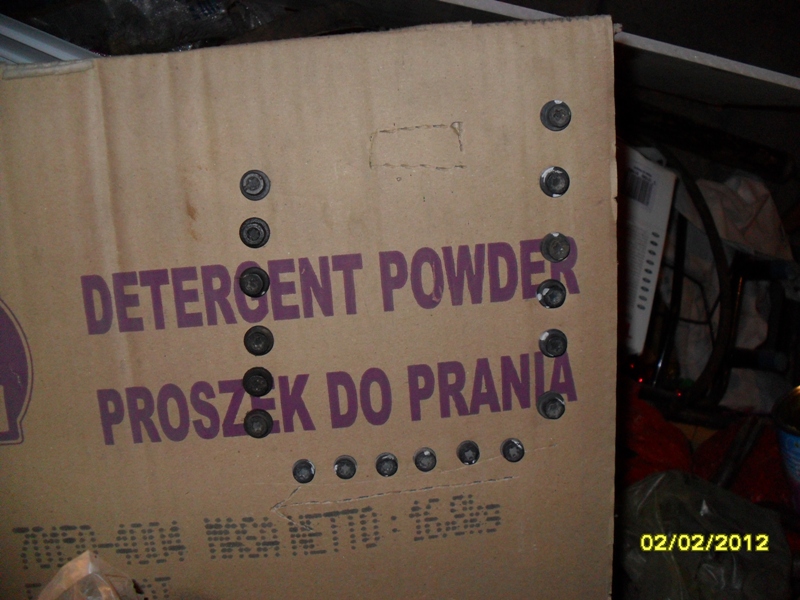 DETERGENT POWDER
PROSZEK DO PRANIA
MASA NETTO: 16,8kg
02/02/2012